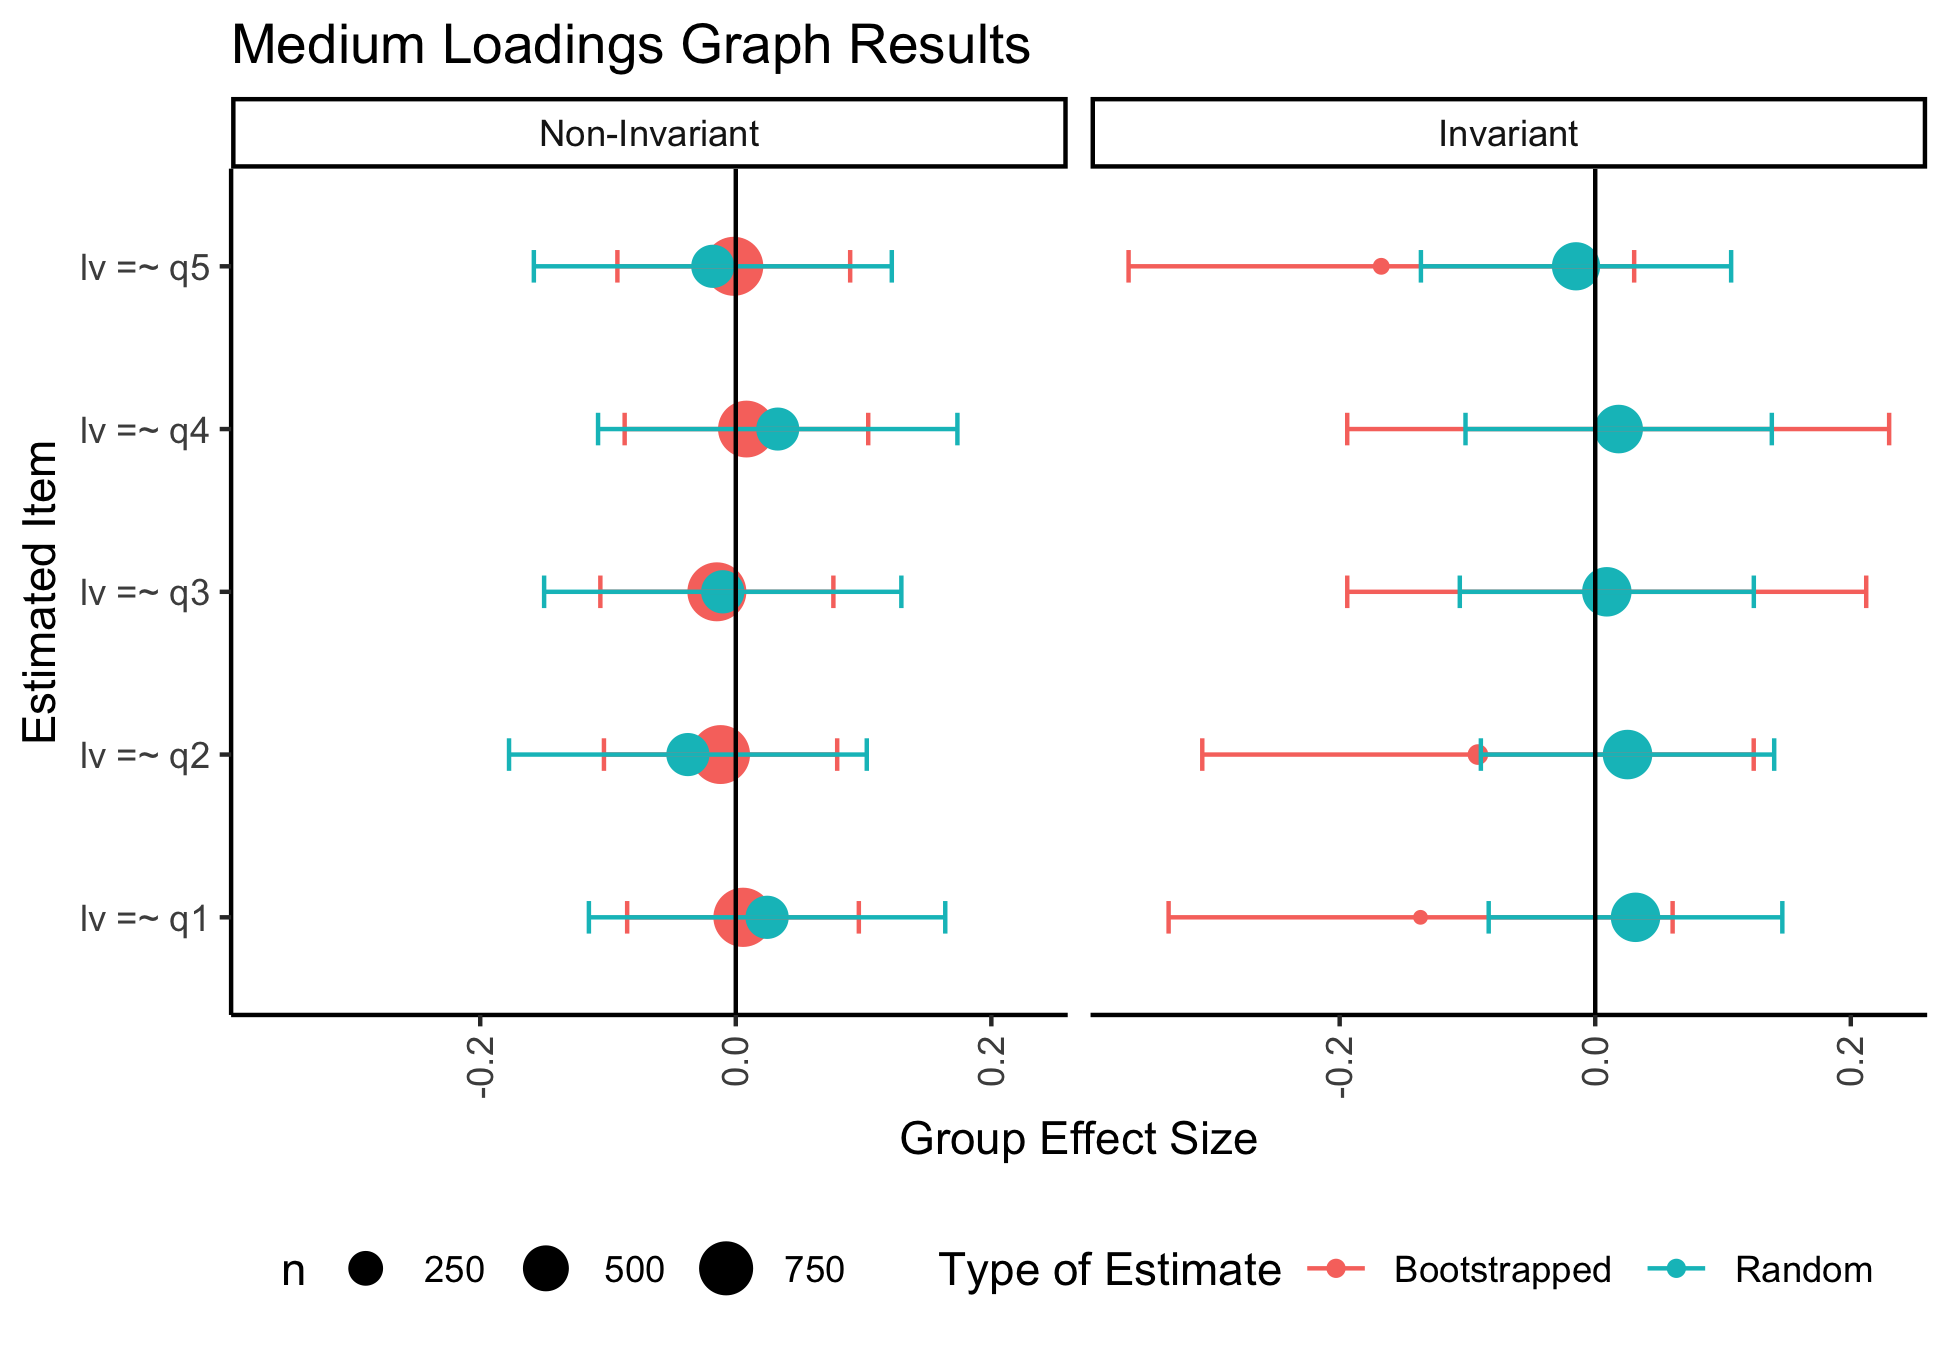 Medium Loadings Graph Results
Non-Invariant
Invariant
Estimated Item
lv =~ q5
lv =~ q4
lv =~ q3
lv =~ q2
lv =~ q1
-0.2
0.0
0.2
-0.2
0.0
0.2
Group Effect Size
n 250 500 750
Type of Estimate Bootstrapped Random